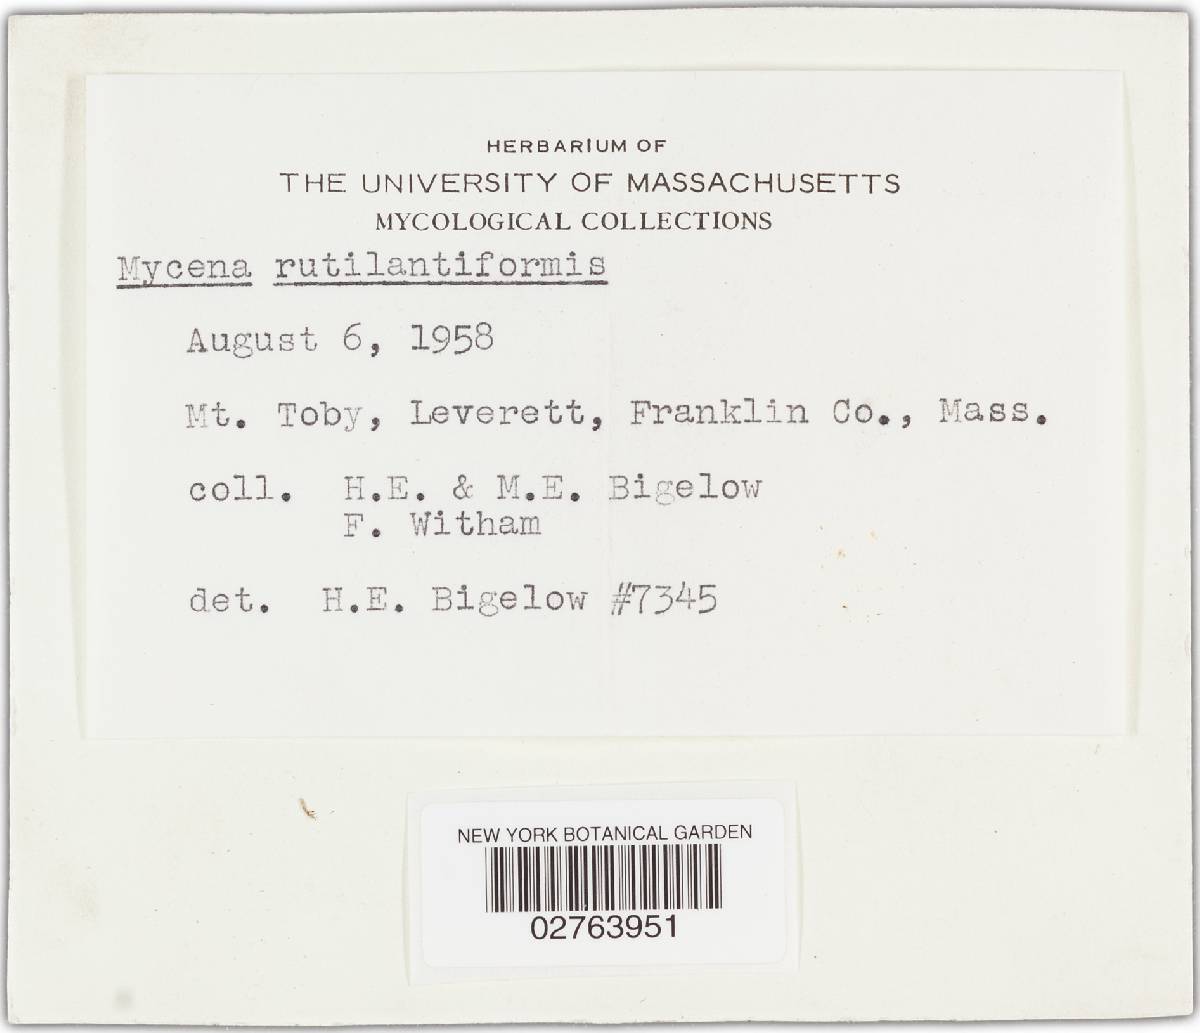 HERBARIUM OF
THE UNIVERSITY OF MASSACHUSETTS
MYCOLOGICAL COLLECTIONS
Mycena rutilantiformis
August 6, 1958
Mt. Toby, Leverett, Franklin Co., Mass.
coll. H.E. & M.E. Bigelow
F. Witham
det. H.E. Bigelow #7345
NEW YORK BOTANICAL GARDEN
02763951